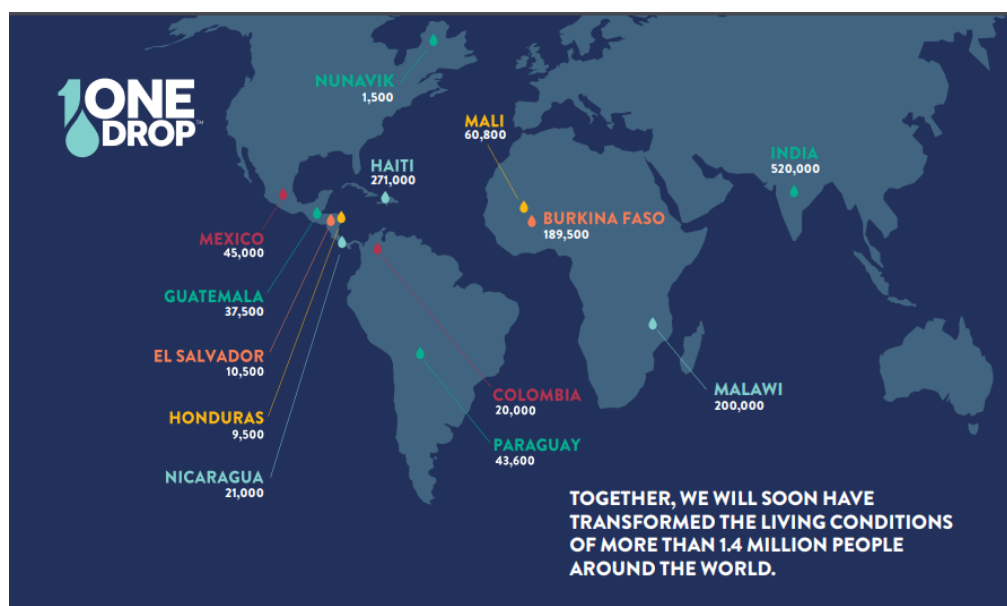 1 ONE
DROP™
NUNAVIK
1,500
MALI
60,800
HAITI
271,000
INDIA
520,000
BURKINA FASO
189,500
MEXICO
45,000
GUATEMALA
37,500
EL SALVADOR
10,500
HONDURAS
9,500
NICARAGUA
21,000
COLOMBIA
20,000
PARAGUAY
43,600
MALAWI
200,000
TOGETHER, WE WILL SOON HAVE
TRANSFORMED THE LIVING CONDITIONS
OF MORE THAN 1.4 MILLION PEOPLE
AROUND THE WORLD.